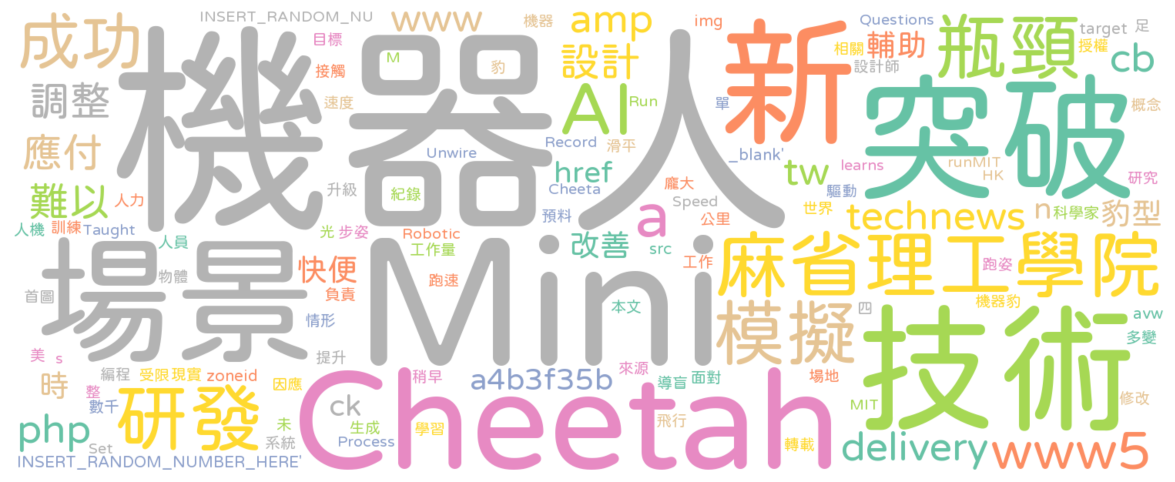 INSERT_RANDOM_NU
www
機器
amp
img
Questions
target
足
成功
目標
M
豹
設計
新
相關
輔助
設計師
瓶頸
授權
cb
接觸
機器人
調整
速度
AI
Run
單
突破
概念
應付
Unwire
Record
滑平
_blank'
learns
runMIT
HK
研究
難以
人力
升級
紀錄
href
Cheeta
龐大
Speed
tw
驅動
人機
訓練
Taught
人員
光
步姿
Robotic
工作量
預料
a
公里
世界
technews
n
科學家
豹型
場景
物體
快便
Mini
改善
src
工作
麻省理工學院
跑姿
首圖
負責
跑速
本文
機器豹
情形
模擬
四
技術
avw
多變
美
s
提升
編程
受限
現實
zoneid
因應
稍早
a4b3f35b
來源
導盲
面對
場地
時
整
數千
研發
ck
生成
學習
Cheetah
飛行
MIT
修改
php
Set
未
系統
Process
轉載
delivery
www5
INSERT_RANDOM_NUMBER_HERE'